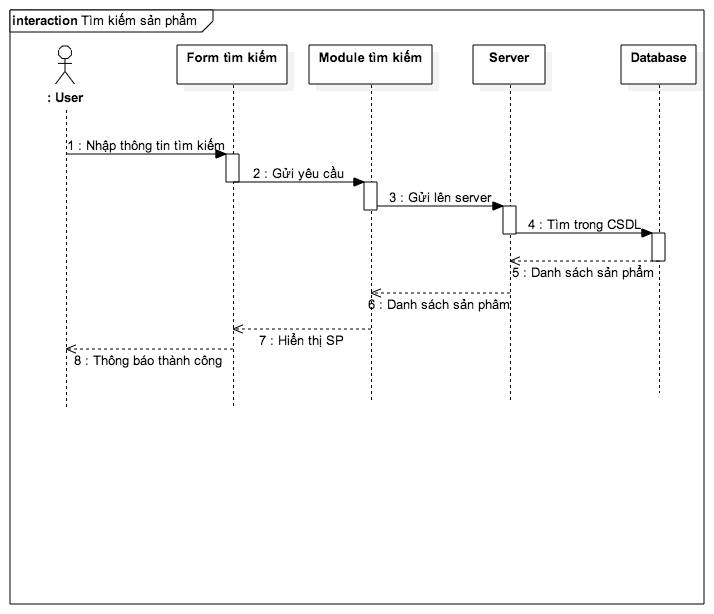 interaction Tìm kiếm sản phẩm
: User
Form tìm kiếm
Module tìm kiếm
Server
Database
1 : Nhập thông tin tìm kiếm
2 : Gửi yêu cầu
3 : Gửi lên server
4 : Tìm trong CSDL
5 : Danh sách sản phẩm
6 : Danh sách sản phâm
7 : Hiển thị SP
8 : Thông báo thành công